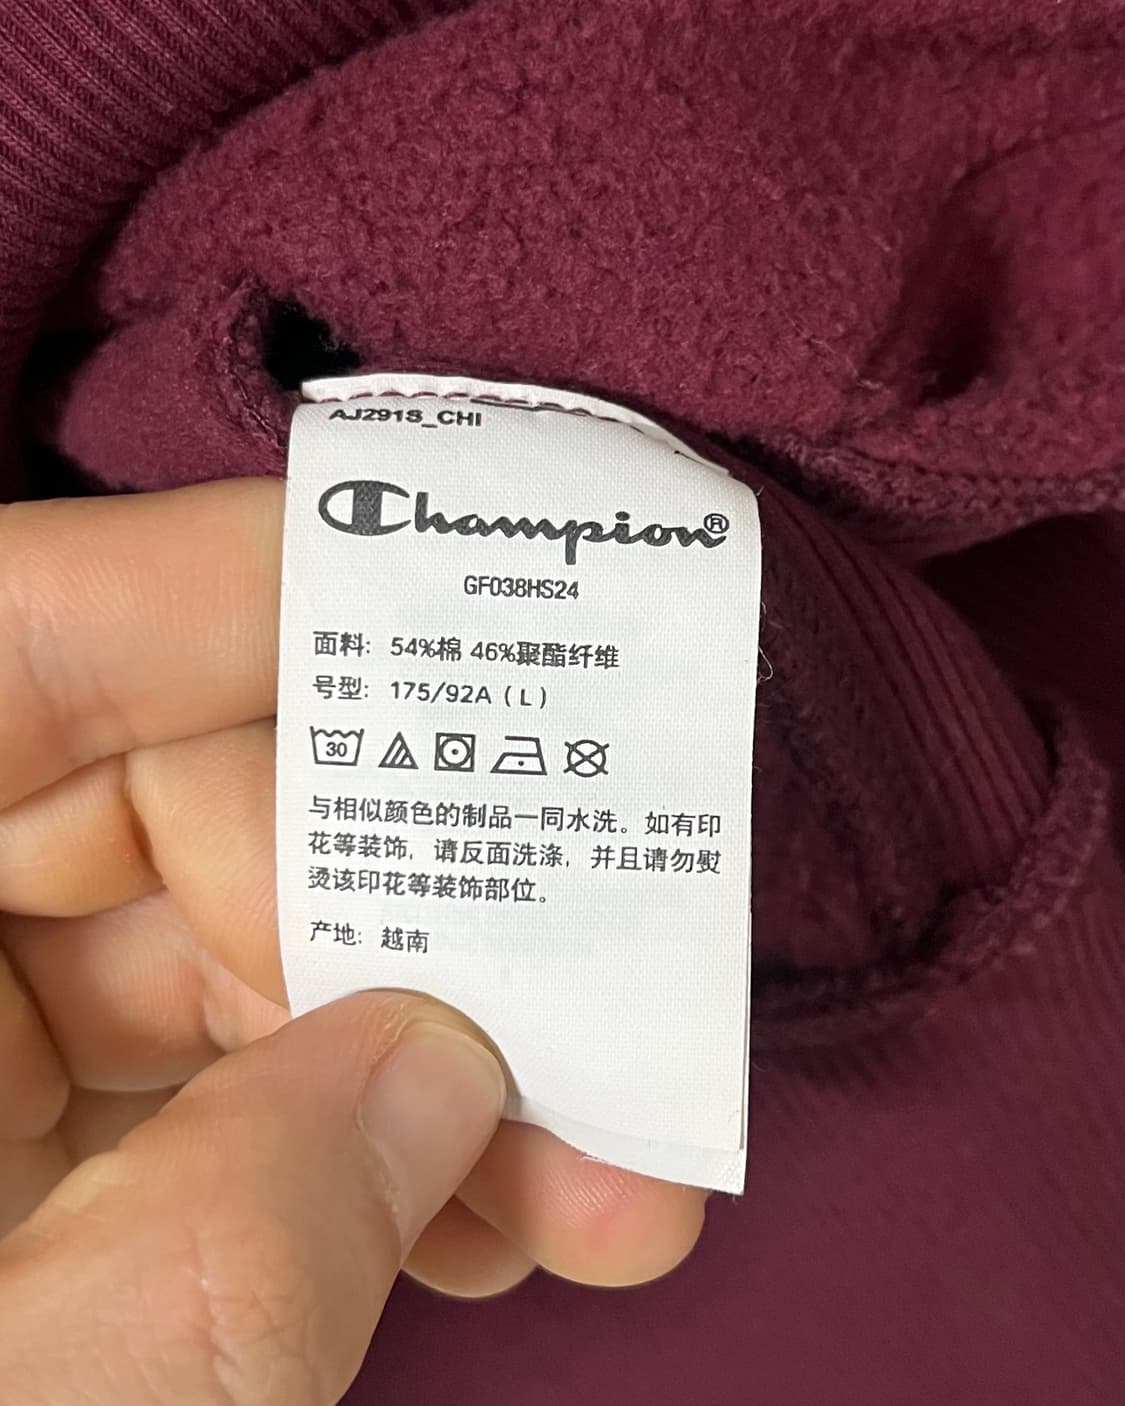 AJ291S_CHI
Champion®
GF038HS24
面料: 54%棉 46%聚酯纤维
号型: 175/92A (L)
30
与相似颜色的制品一同水洗。如有印
花等装饰, 请反面洗涤, 并且请勿熨
烫该印花等装饰部位。
产地: 越南